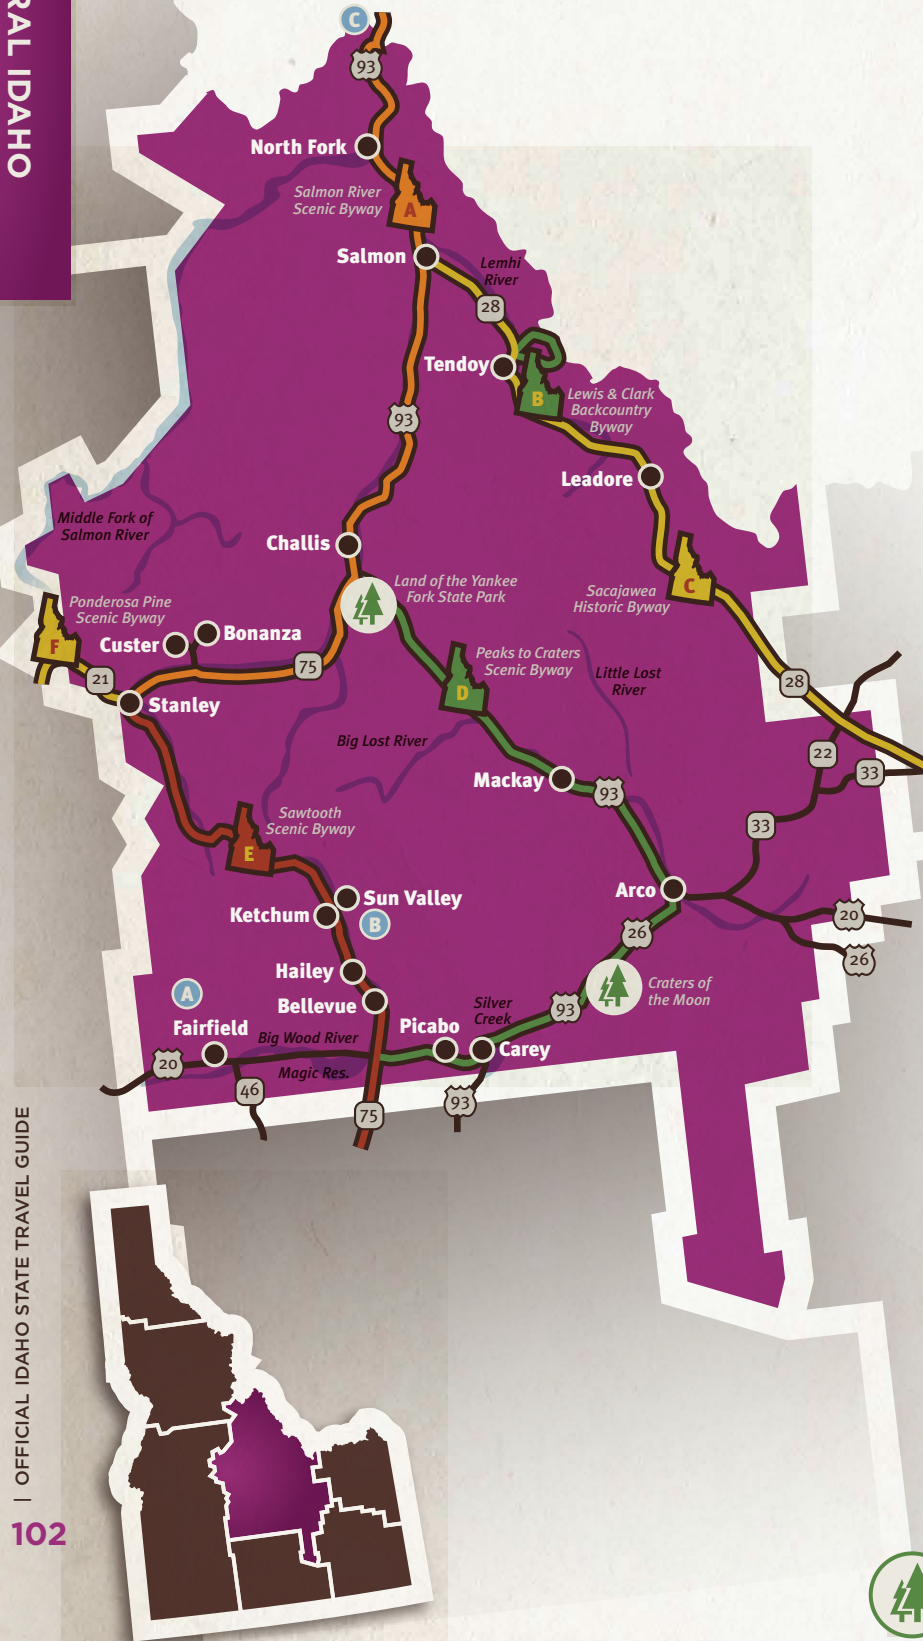 RAL IDAHO
C
93
North Fork
Salmon River
Scenic Byway
A
Salmon
Lemhi
River
28
Tendoy
B
Lewis & Clark
Backcountry
Byway
93
Leadore
Middle Fork of
Salmon River
Challis
Land of the Yankee
Fork State Park
Sacajawea
Historic Byway
C
Ponderosa Pine
Scenic Byway
F
Custer
Bonanza
21
75
Stanley
Peaks to Craters
Scenic Byway
D
Little Lost
River
28
Big Lost River
22
33
Mackay
93
33
Sawtooth
Scenic Byway
E
Arco
Sun Valley
Ketchum
B
20
26
26
Hailey
A
Bellevue
Craters of
the Moon
93
Silver
Creek
Fairfield
Big Wood River
Picabo
Carey
20
Magic Res.
46
75
93
| OFFICIAL IDAHO STATE TRAVEL GUIDE
102